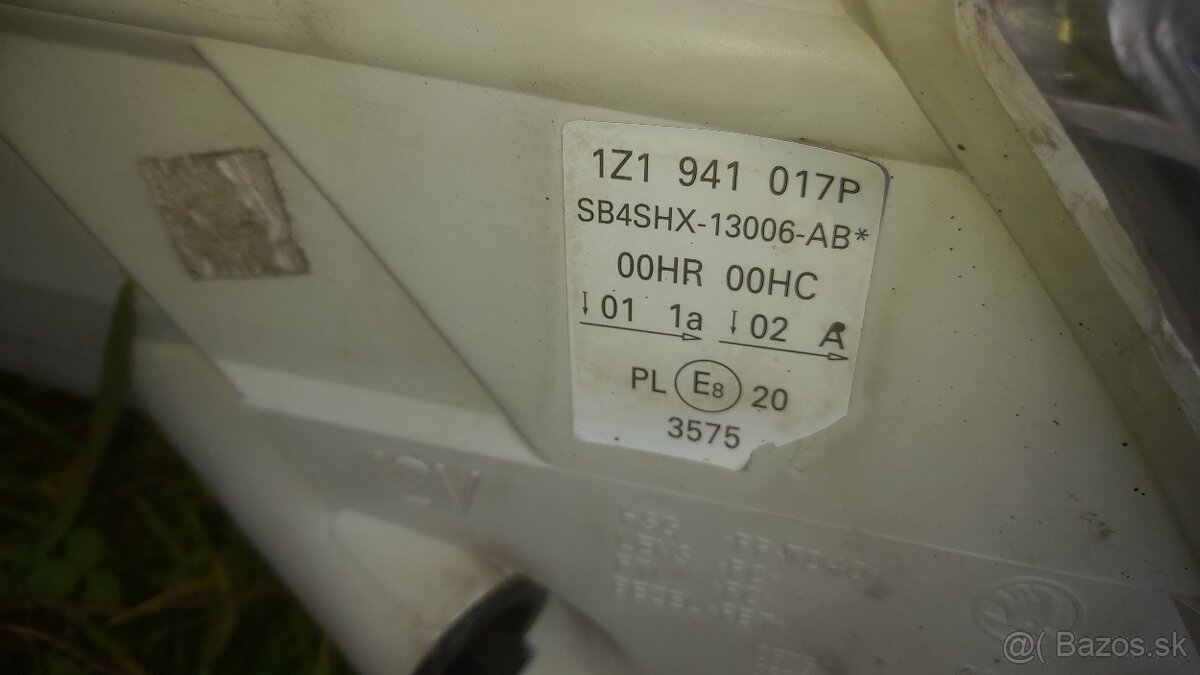 1Z1 941 017P
SB4SHX-13006-AB*
00HR 00HC
↓01 1a ↓02 A
PL E8 20
3575
12V
@( Bazos.sk